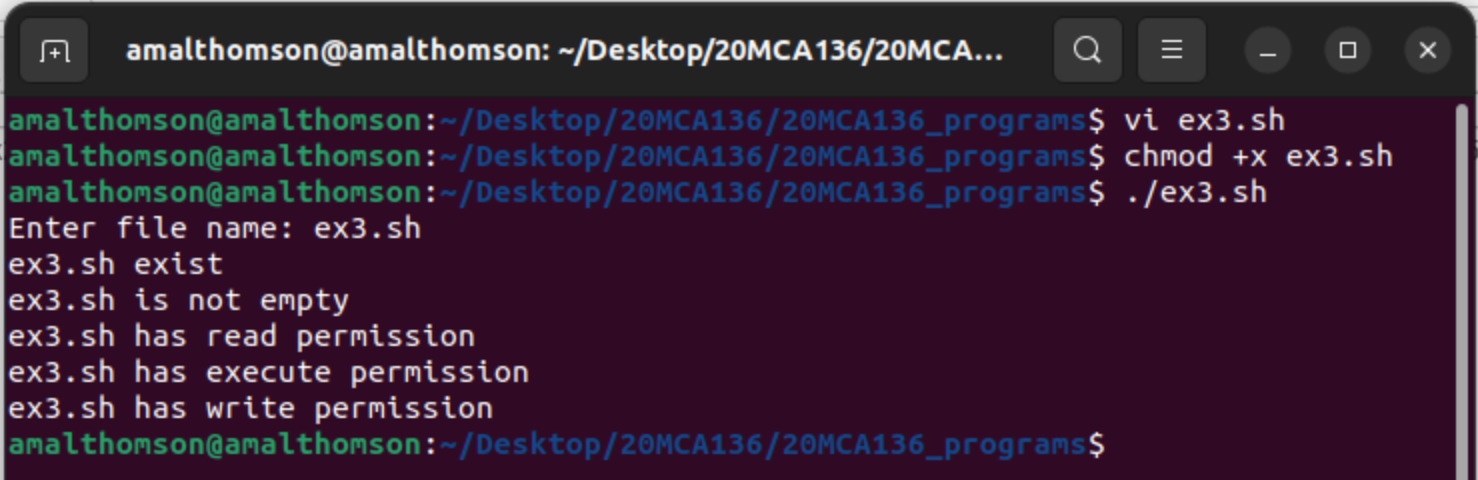 amalthomson@amalthomson: ~/Desktop/20MCA136/20MCA...
amalthomson@amalthomson:~/Desktop/20MCA136/20MCA136_programs$ vi ex3.sh
amalthomson@amalthomson:~/Desktop/20MCA136/20MCA136_programs$ chmod +x ex3.sh
amalthomson@amalthomson:~/Desktop/20MCA136/20MCA136_programs$ ./ex3.sh
Enter file name: ex3.sh
ex3.sh exist
ex3.sh is not empty
ex3.sh has read permission
ex3.sh has execute permission
ex3.sh has write permission
amalthomson@amalthomson:~/Desktop/20MCA136/20MCA136_programs$